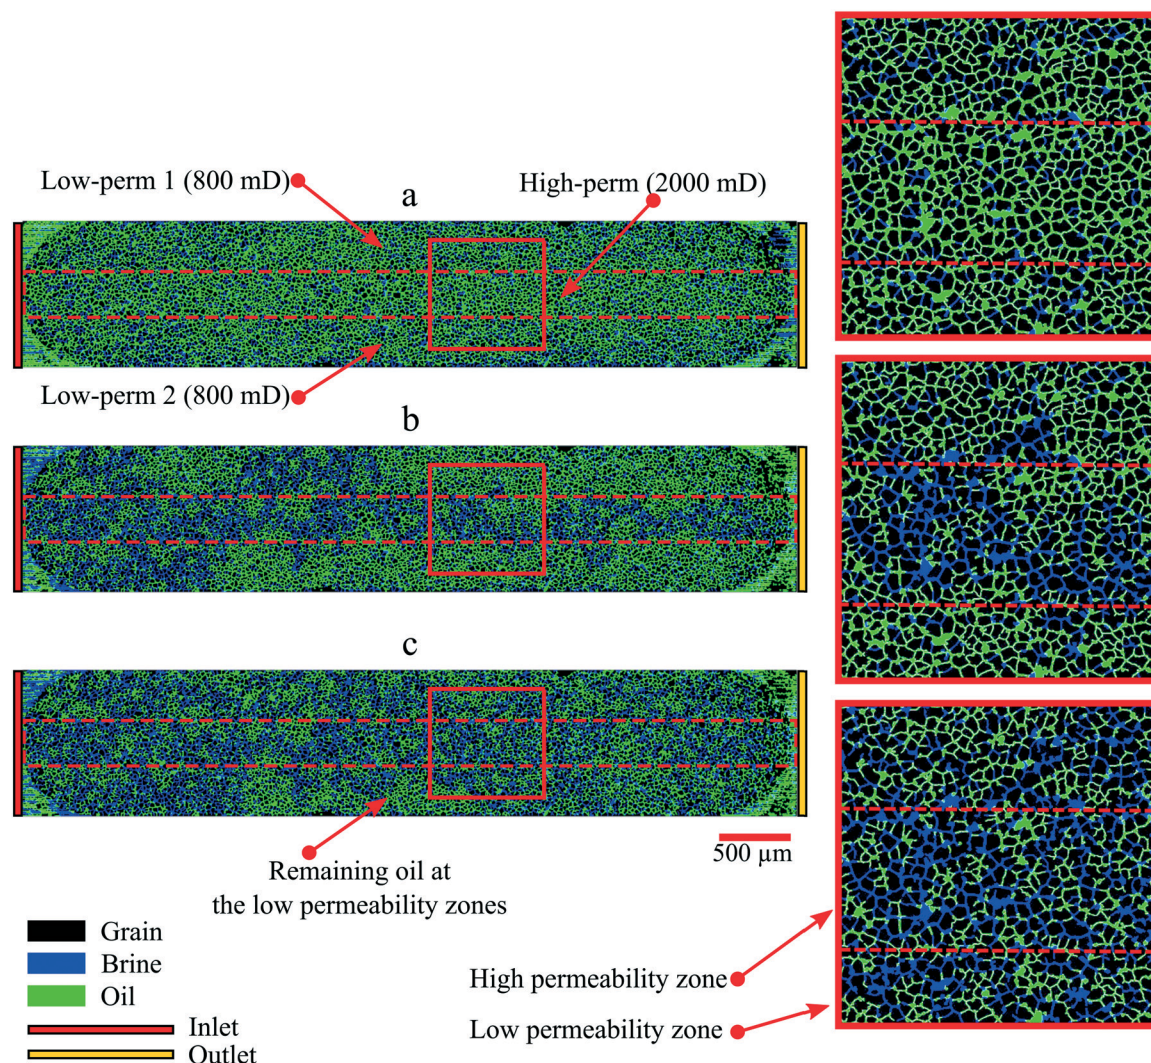 Low-perm 1 (800 mD)
a
High-perm (2000 mD)
Low-perm 2 (800 mD)
b
c
500 µm
Remaining oil at
the low permeability zones
Grain
Brine
Oil
Inlet
Outlet
High permeability zone
Low permeability zone